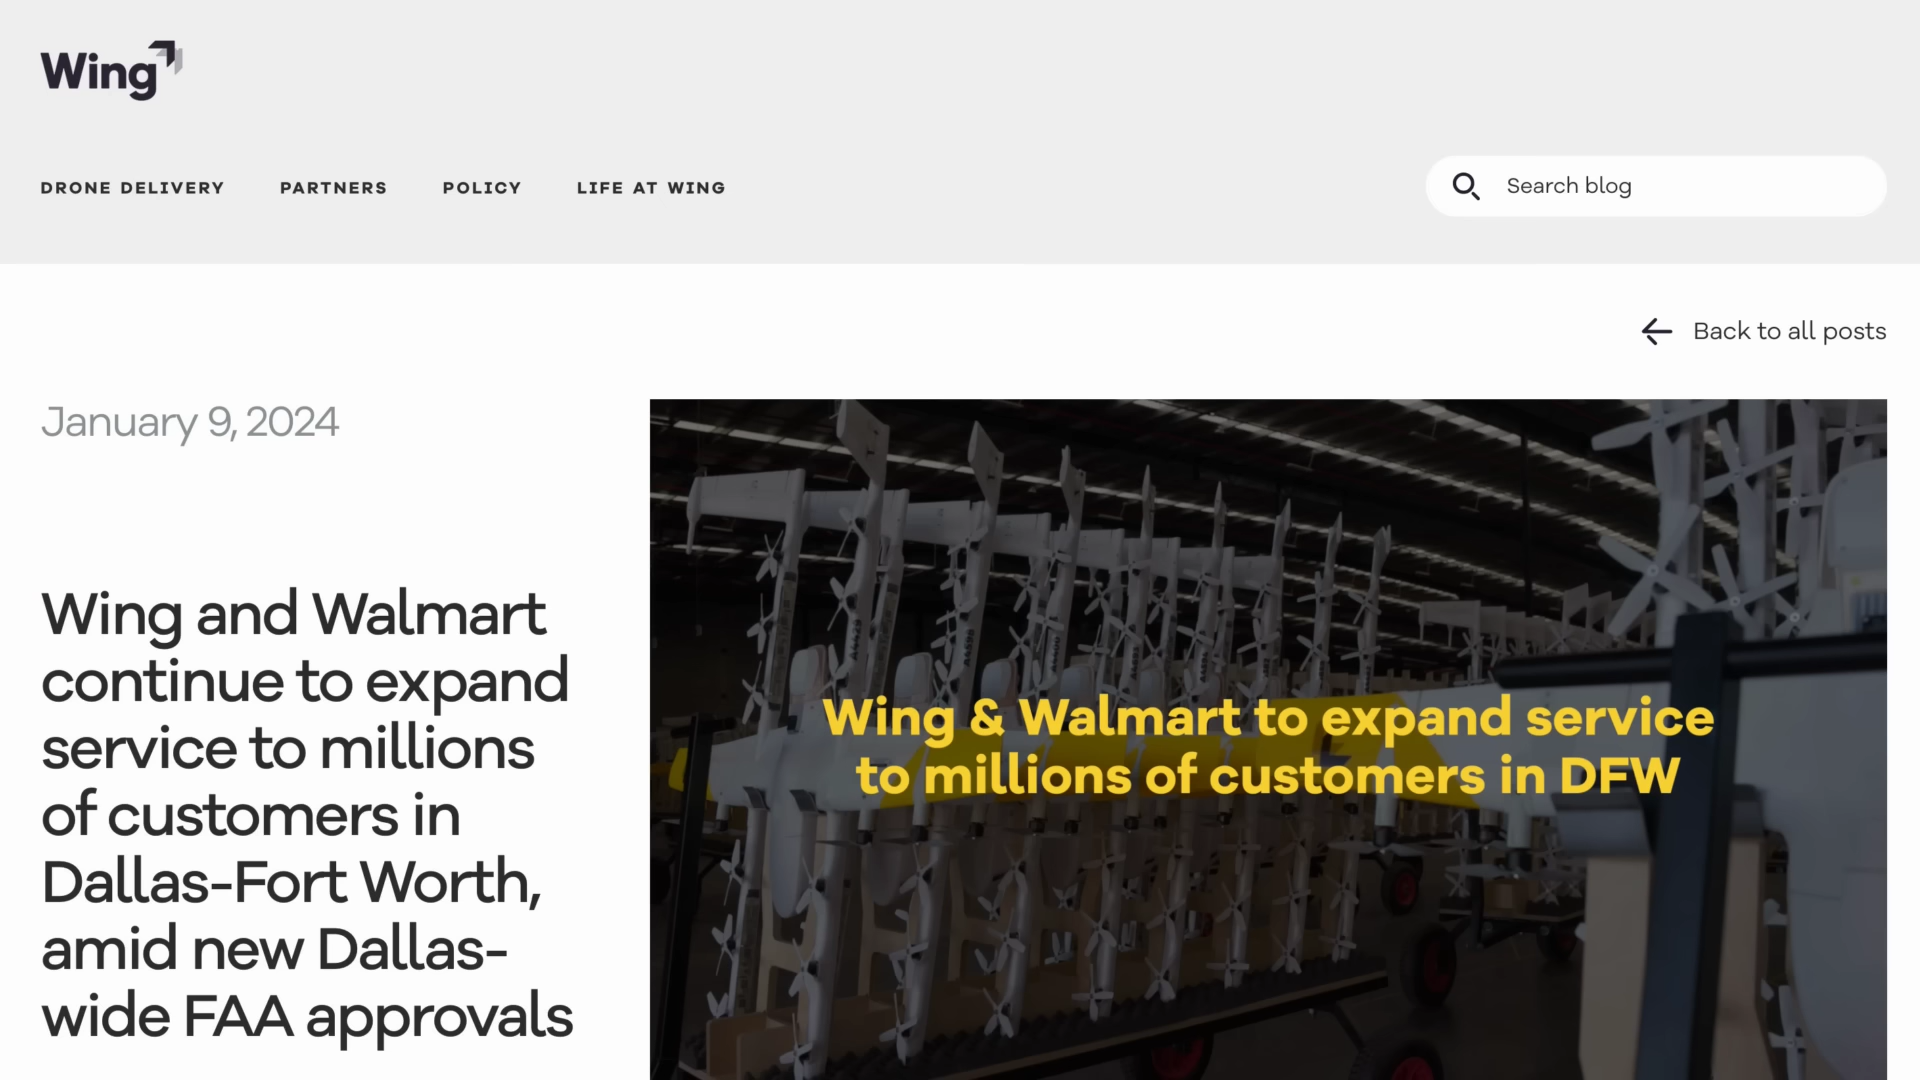 Wing
DRONE DELIVERY
PARTNERS
POLICY
LIFE AT WING
Search blog
Back to all posts
January 9, 2024
Wing and Walmart
continue to expand
service to millions
of customers in
Dallas-Fort Worth,
amid new Dallas-
wide FAA approvals
Wing & Walmart to expand service
to millions of customers in DFW